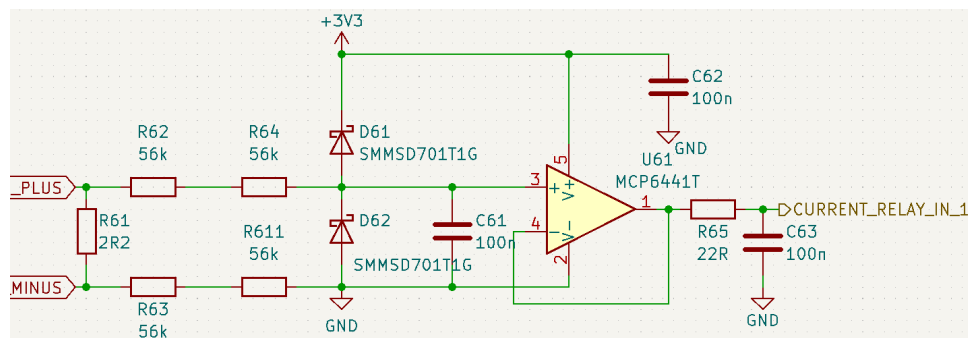 +3V3
C62
100n
GND
R62
56k
R64
56k
D61
SMMSD701T1G
U61
MCP6441T
5
V+
3
+
1
4
−
V-
2
_PLUS
R61
2R2
D62
SMMSD701T1G
C61
100n
R65
22R
CURRENT_RELAY_IN_1
C63
100n
GND
R611
56k
_MINUS
R63
56k
GND